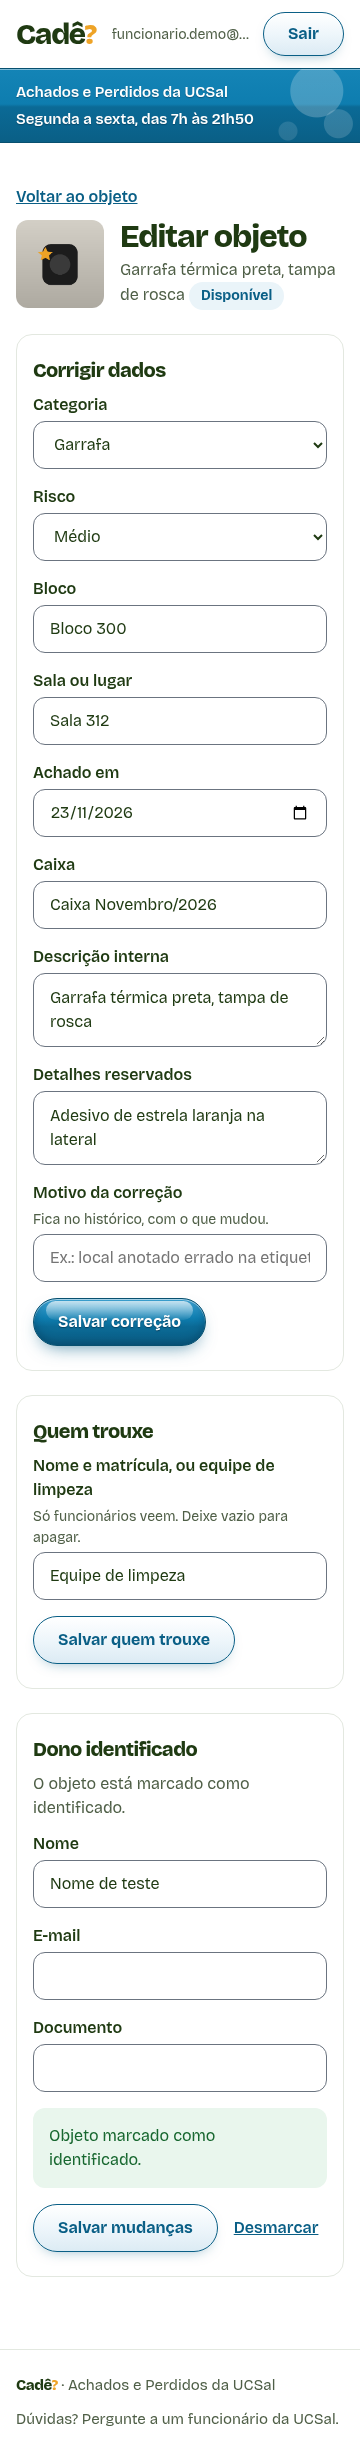 Cadê? funcionario.demo@... Sair
Achados e Perdidos da UCSal
Segunda a sexta, das 7h às 21h50
Voltar ao objeto
Editar objeto
Garrafa térmica preta, tampa
de rosca Disponível
Corrigir dados
Categoria
Garrafa
Risco
Médio
Bloco
Bloco 300
Sala ou lugar
Sala 312
Achado em
23/11/2026
Caixa
Caixa Novembro/2026
Descrição interna
Garrafa térmica preta, tampa de
rosca
Detalhes reservados
Adesivo de estrela laranja na
lateral
Motivo da correção
Fica no histórico, com o que mudou.
Ex.: local anotado errado na etiquet
Salvar correção
Quem trouxe
Nome e matrícula, ou equipe de
limpeza
Só funcionários veem. Deixe vazio para
apagar.
Equipe de limpeza
Salvar quem trouxe
Dono identificado
O objeto está marcado como
identificado.
Nome
Nome de teste
E-mail
Documento
Objeto marcado como
identificado.
Salvar mudanças Desmarcar
Cadê? · Achados e Perdidos da UCSal
Dúvidas? Pergunte a um funcionário da UCSal.